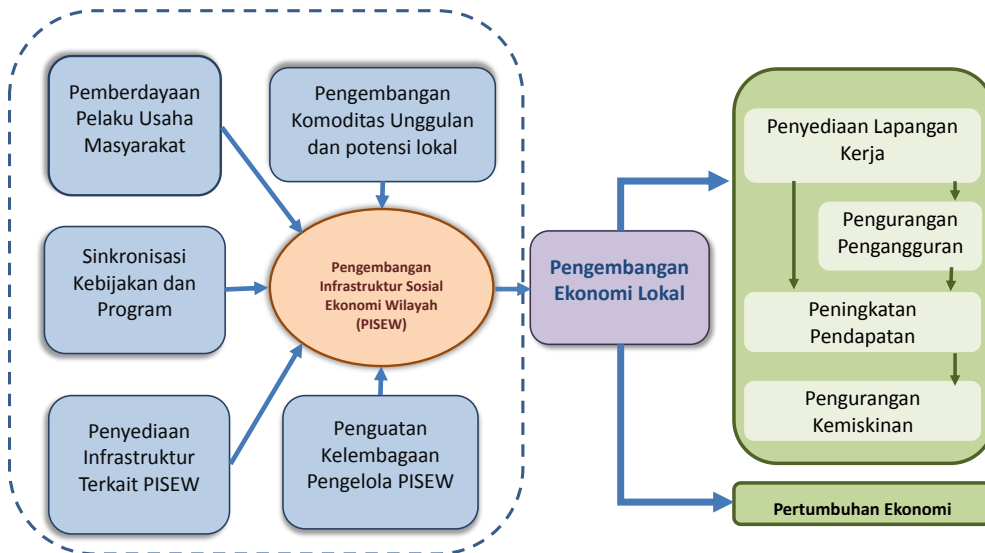 Pemberdayaan
Pelaku Usaha
Masyarakat
Pengembangan
Komoditas Unggulan
dan potensi lokal
Sinkronisasi
Kebijakan dan
Program
Pengembangan
Infrastruktur Sosial
Ekonomi Wilayah
(PISEW)
Penyediaan
Infrastruktur
Terkait PISEW
Penguatan
Kelembagaan
Pengelola PISEW
Pengembangan
Ekonomi Lokal
Penyediaan Lapangan
Kerja
Pengurangan
Pengangguran
Peningkatan
Pendapatan
Pengurangan
Kemiskinan
Pertumbuhan Ekonomi